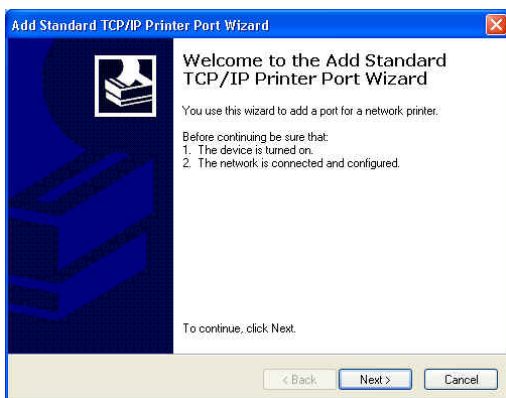 Add Standard TCP/IP Printer Port Wizard
Welcome to the Add Standard
TCP/IP Printer Port Wizard
You use this wizard to add a port for a network printer.
Before continuing be sure that:
1. The device is turned on.
2. The network is connected and configured.
To continue, click Next.
< Back Next > Cancel